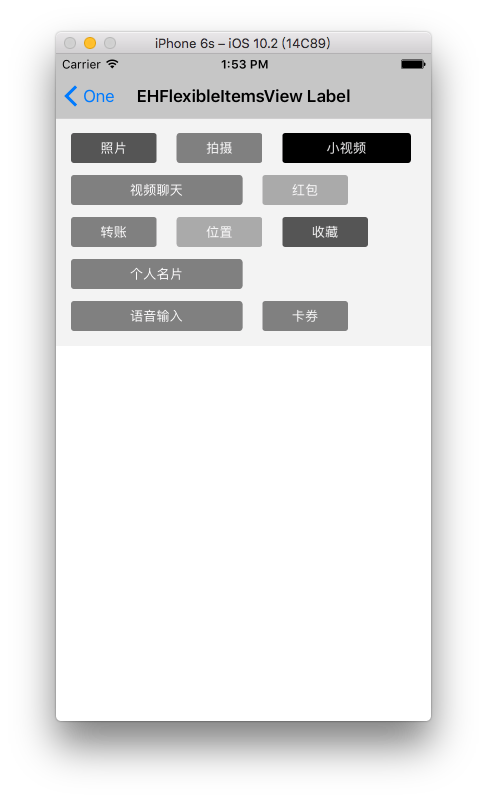 iPhone 6s – iOS 10.2 (14C89)
Carrier 1:53 PM
One EHFlexibleItemsView Label
照片 拍摄 小视频
视频聊天 红包
转账 位置 收藏
个人名片
语音输入 卡券